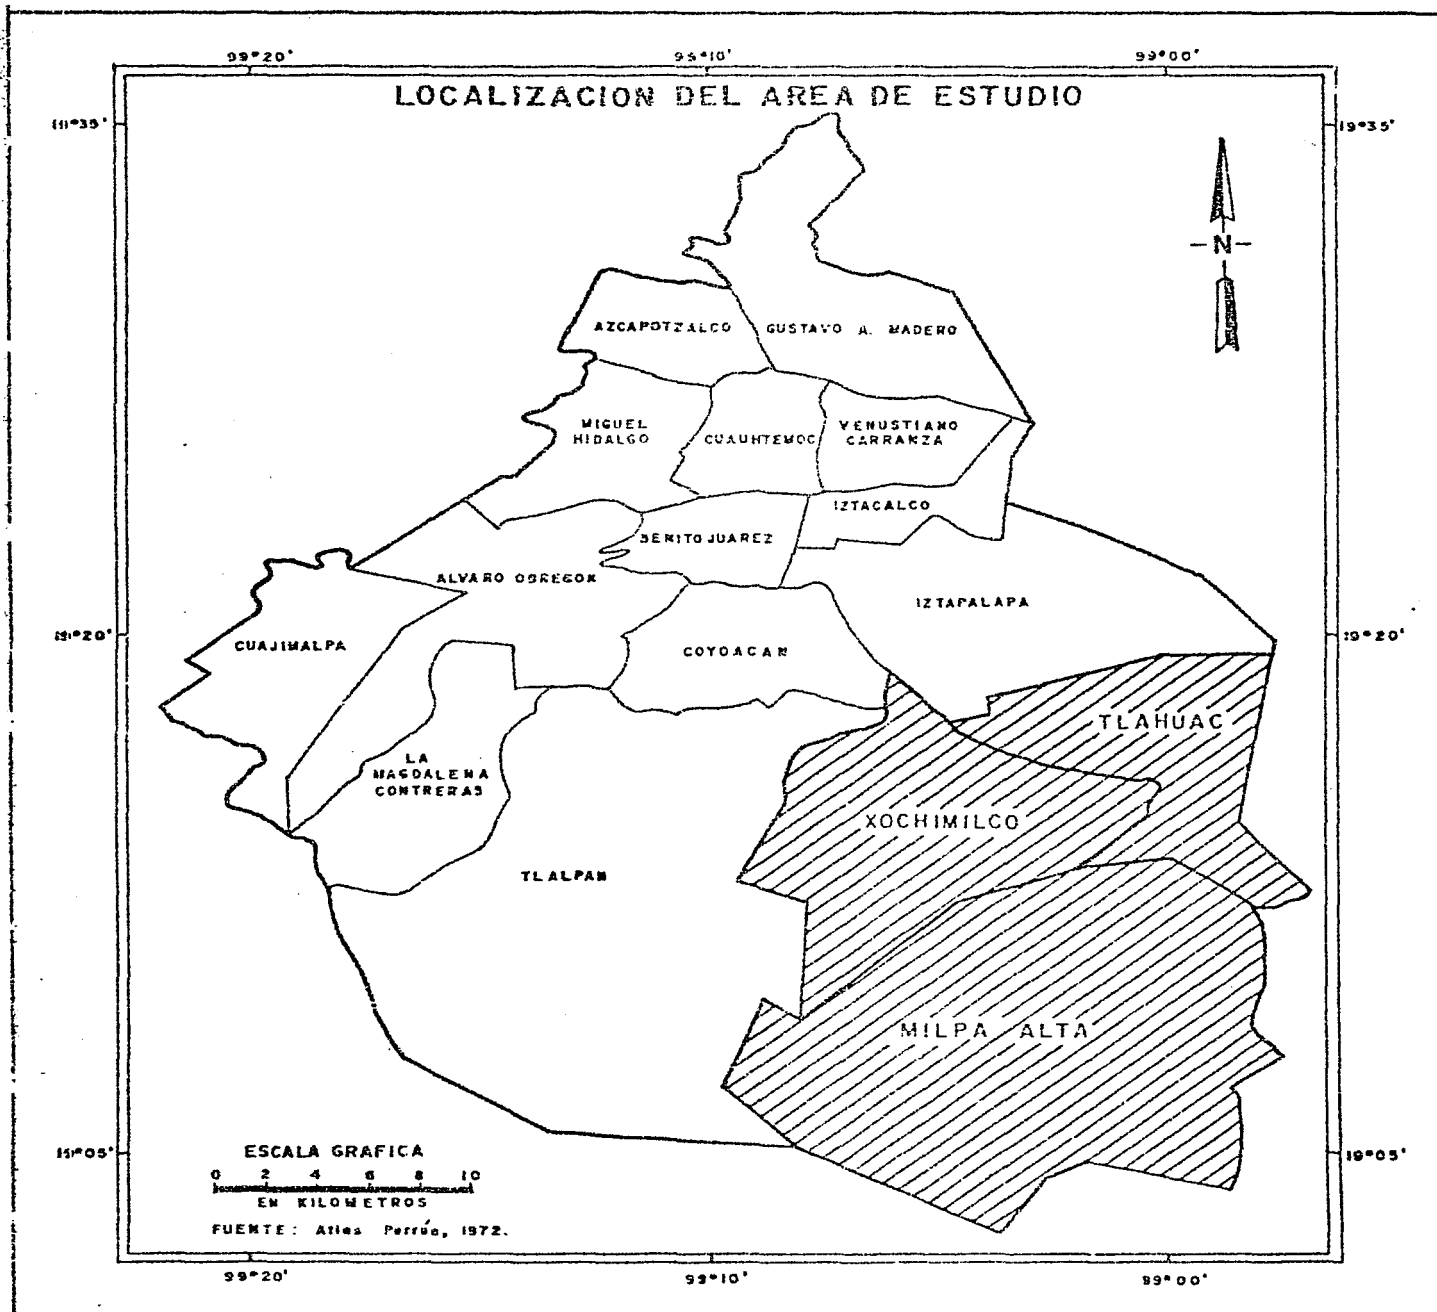 99°20'
99°10'
99°00'
LOCALIZACION DEL AREA DE ESTUDIO
19°35'
19°35'
N
AZCAPOTZALCO
GUSTAVO A. MADERO
MIGUEL
HIDALGO
CUAUHTEMOC
VENUSTIANO
CARRANZA
IZTACALCO
BENITO JUAREZ
ALVARO OBREGON
IZTAPALAPA
19°20'
19°20'
CUAJIMALPA
COYOACAN
TLAHUAC
LA
MAGDALENA
CONTRERAS
XOCHIMILCO
TLALPAN
MILPA ALTA
ESCALA GRAFICA
0 2 4 6 8 10
EN KILOMETROS
FUENTE: Atlas Porrúa, 1972.
19°05'
19°05'
99°20'
99°10'
99°00'